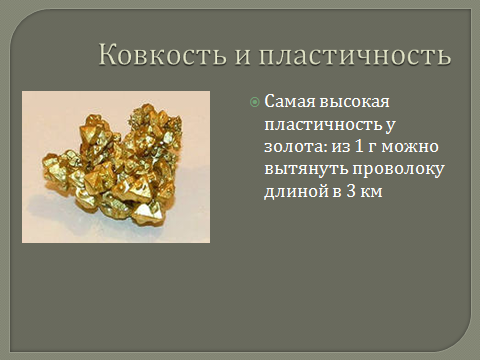 Ковкость и пластичность
Самая высокая
пластичность у
золота: из 1 г можно
вытянуть проволоку
длиной в 3 км